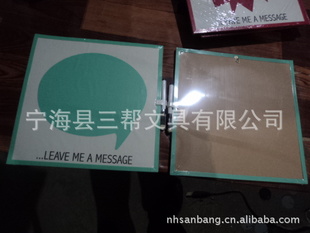 LEAVE ME A MESSAGE
宁海县三帮文具有限公司
...LEAVE ME A MESSAGE
nhsanbang.cn.alibaba.com